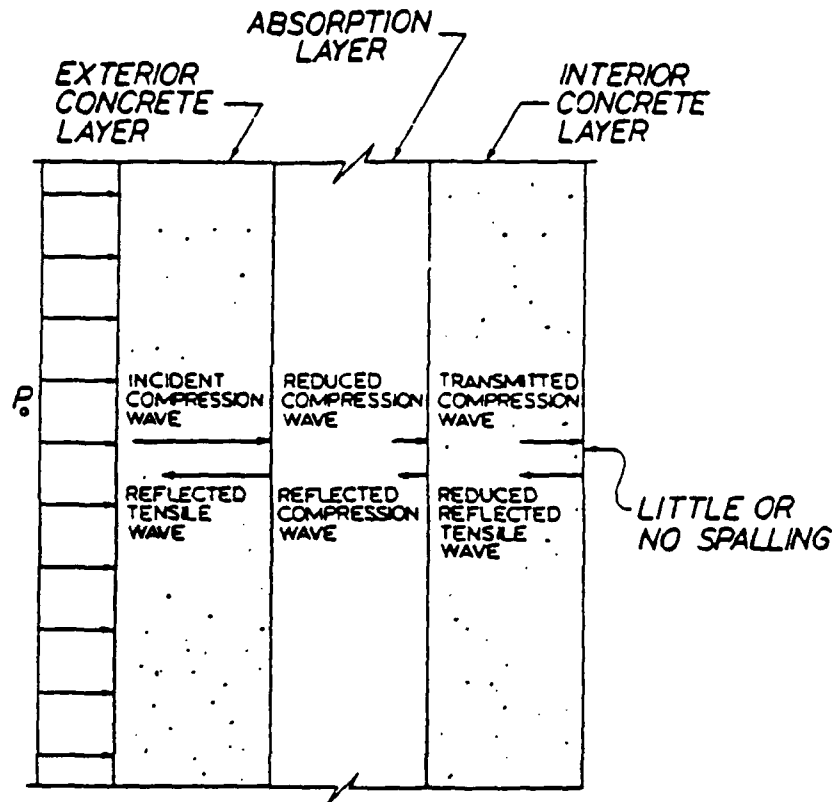 ABSORPTION
LAYER
EXTERIOR
CONCRETE
LAYER
INTERIOR
CONCRETE
LAYER
P₀
INCIDENT
COMPRESSION
WAVE
REDUCED
COMPRESSION
WAVE
TRANSMITTED
COMPRESSION
WAVE
REFLECTED
TENSILE
WAVE
REFLECTED
COMPRESSION
WAVE
REDUCED
REFLECTED
TENSILE
WAVE
LITTLE OR
NO SPALLING